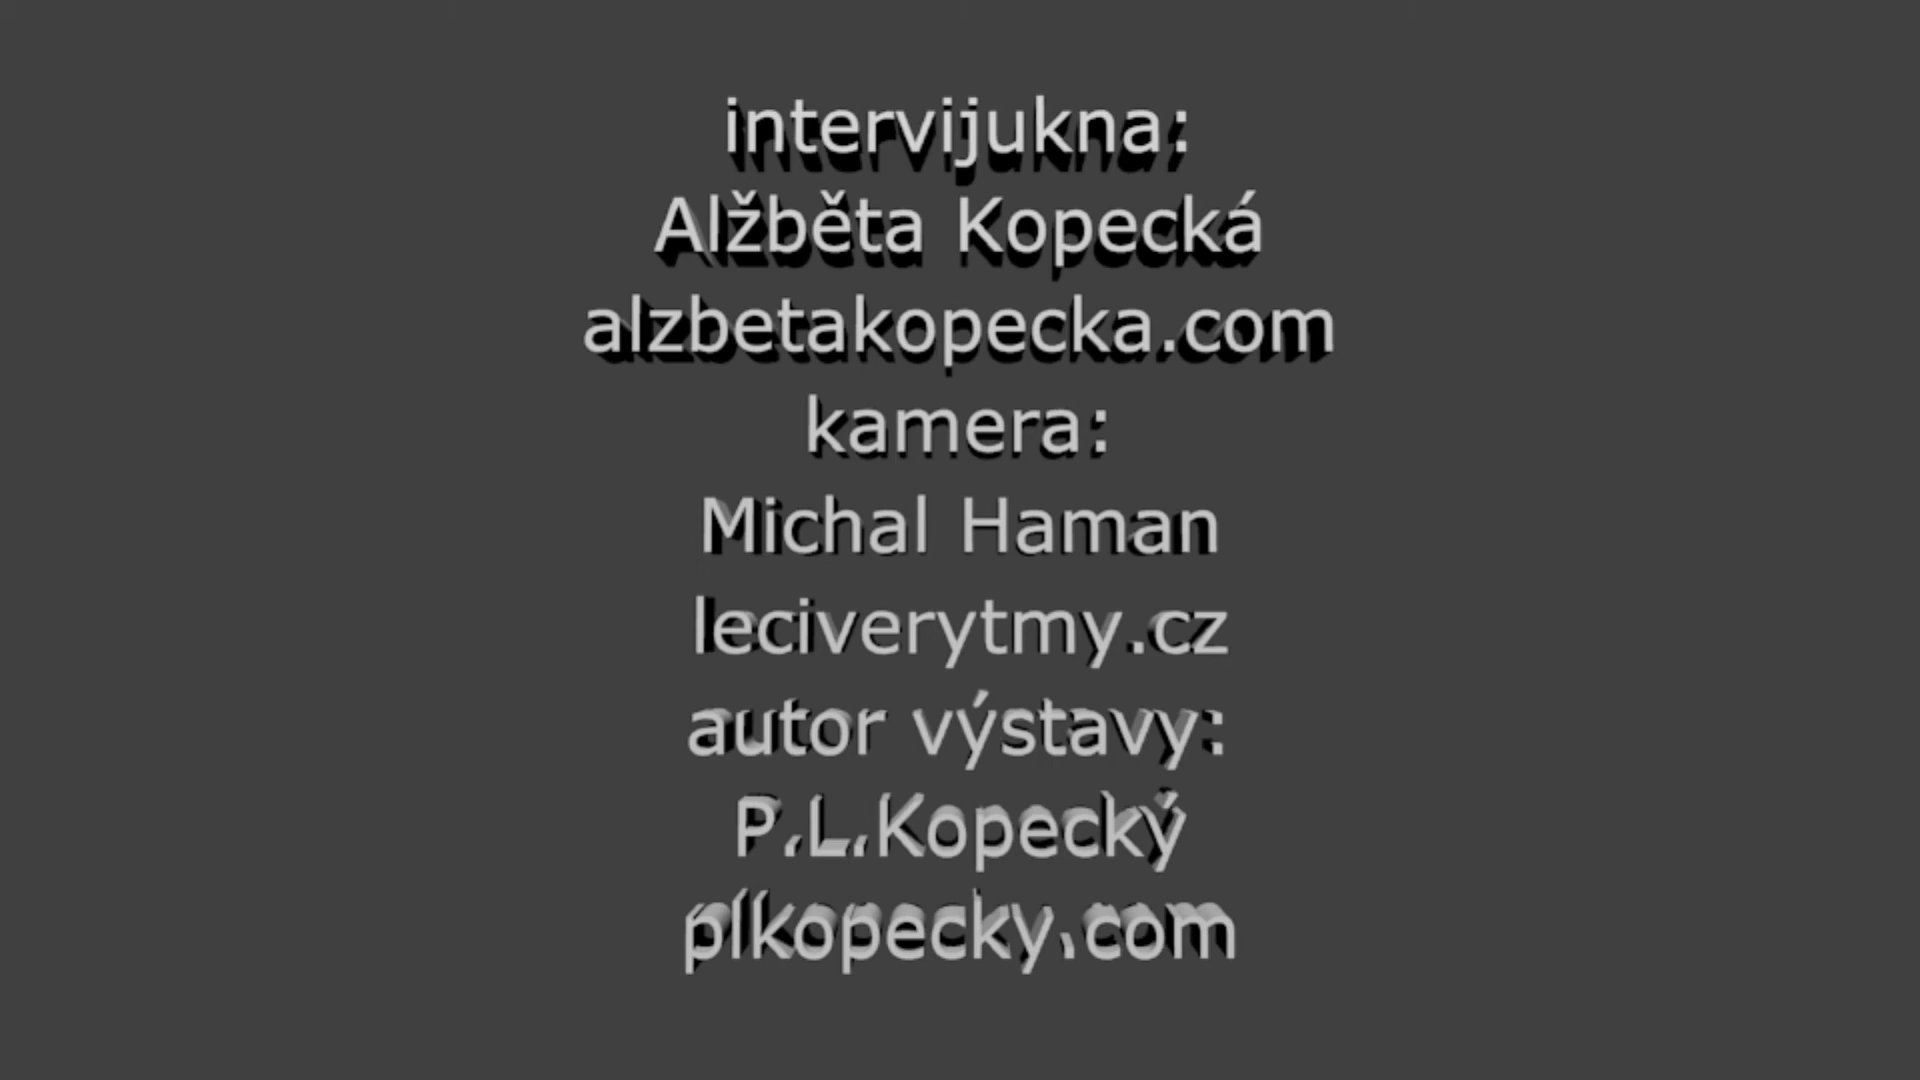 intervijukna:
Alžběta Kopecká
alzbetakopecka.com
kamera:
Michal Haman
leciverytmy.cz
autor výstavy:
P.L.Kopecký
plkopecky.com